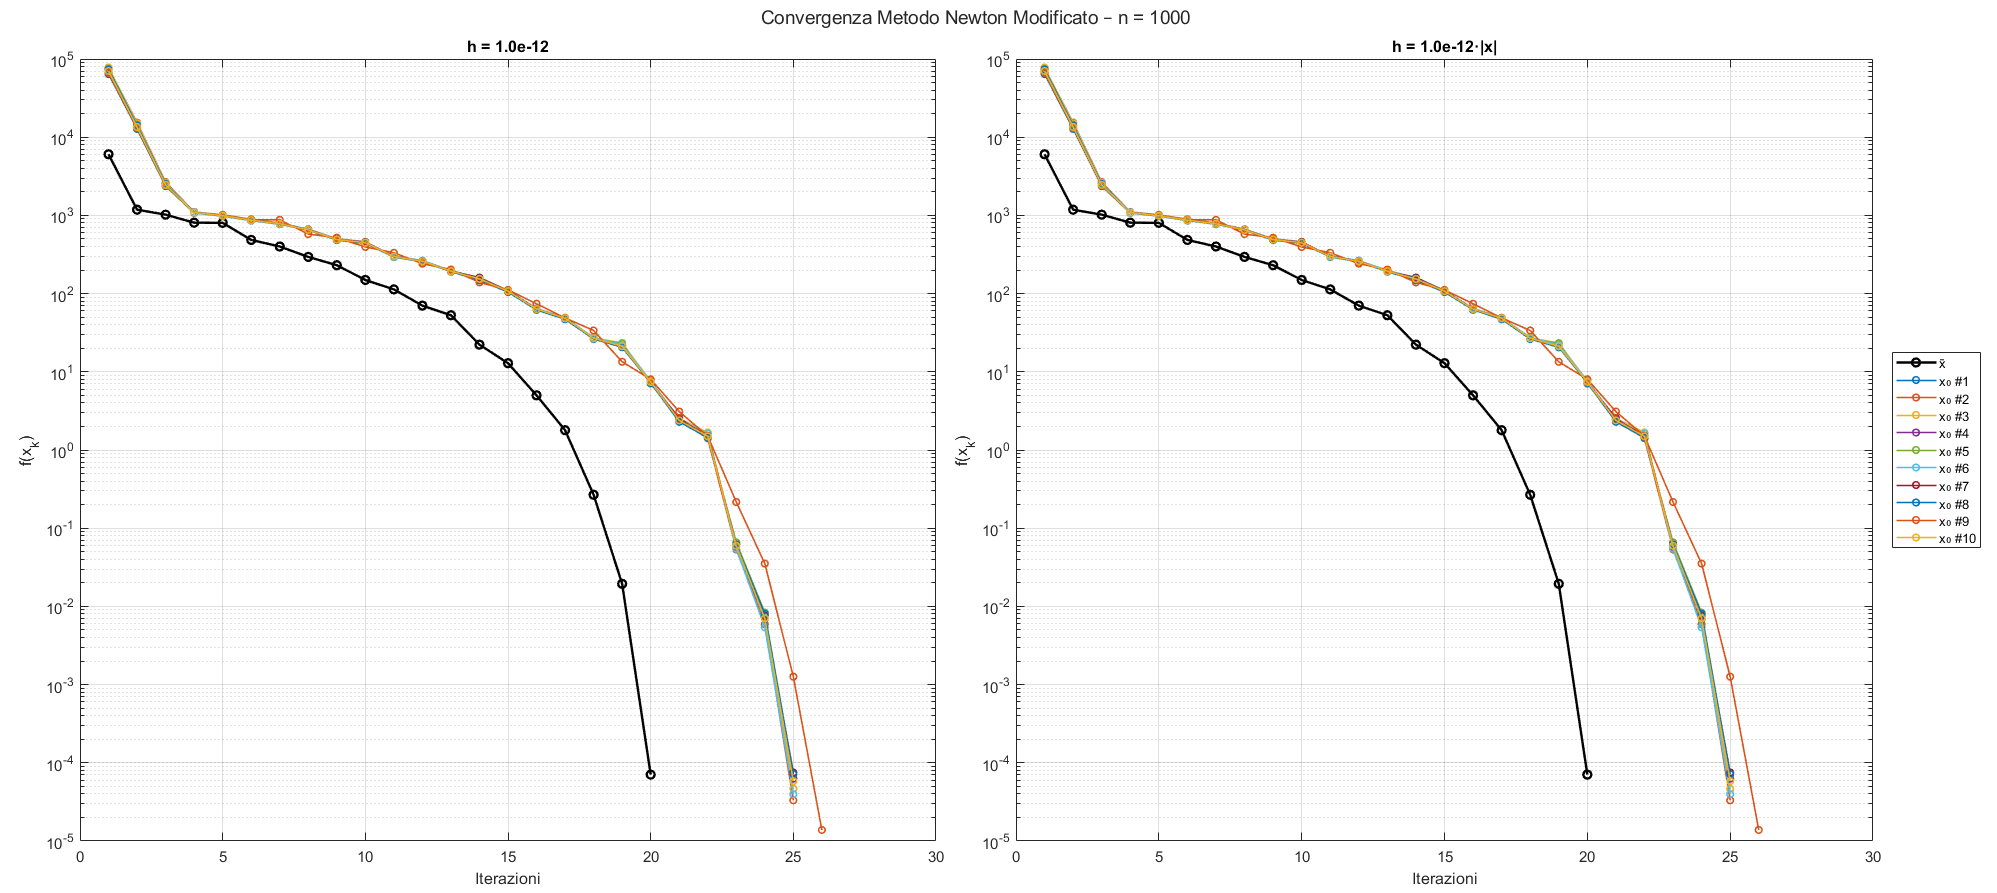 Convergenza Metodo Newton Modificato – n = 1000
h = 1.0e-12
10^5
10^4
10^3
10^2
10^1
10^0
10^-1
10^-2
10^-3
10^-4
10^-5
f(x_k)
0 5 10 15 20 25 30
Iterazioni
h = 1.0e-12·|x|
10^5
10^4
10^3
10^2
10^1
10^0
10^-1
10^-2
10^-3
10^-4
10^-5
f(x_k)
0 5 10 15 20 25 30
Iterazioni
x̄
x₀ #1
x₀ #2
x₀ #3
x₀ #4
x₀ #5
x₀ #6
x₀ #7
x₀ #8
x₀ #9
x₀ #10